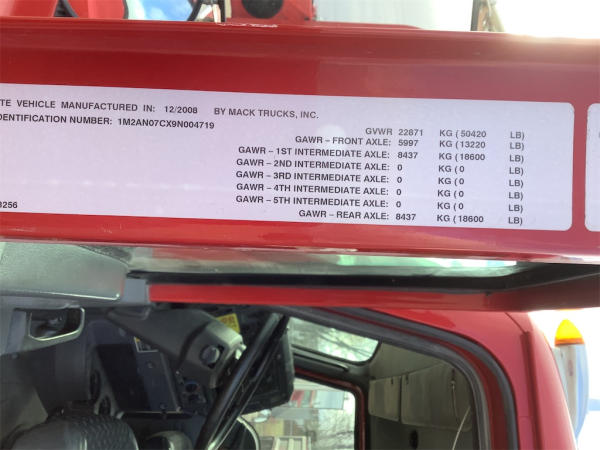 TE VEHICLE MANUFACTURED IN: 12/2008 BY MACK TRUCKS, INC.
DENTIFICATION NUMBER: 1M2AN07CX9N004719
GVWR 22871 KG ( 50420 LB)
GAWR – FRONT AXLE: 5997 KG ( 13220 LB)
GAWR – 1ST INTERMEDIATE AXLE: 8437 KG ( 18600 LB)
GAWR – 2ND INTERMEDIATE AXLE: 0 KG ( 0 LB)
GAWR – 3RD INTERMEDIATE AXLE: 0 KG ( 0 LB)
GAWR – 4TH INTERMEDIATE AXLE: 0 KG ( 0 LB)
GAWR – 5TH INTERMEDIATE AXLE: 0 KG ( 0 LB)
GAWR – REAR AXLE: 8437 KG ( 18600 LB)
3256